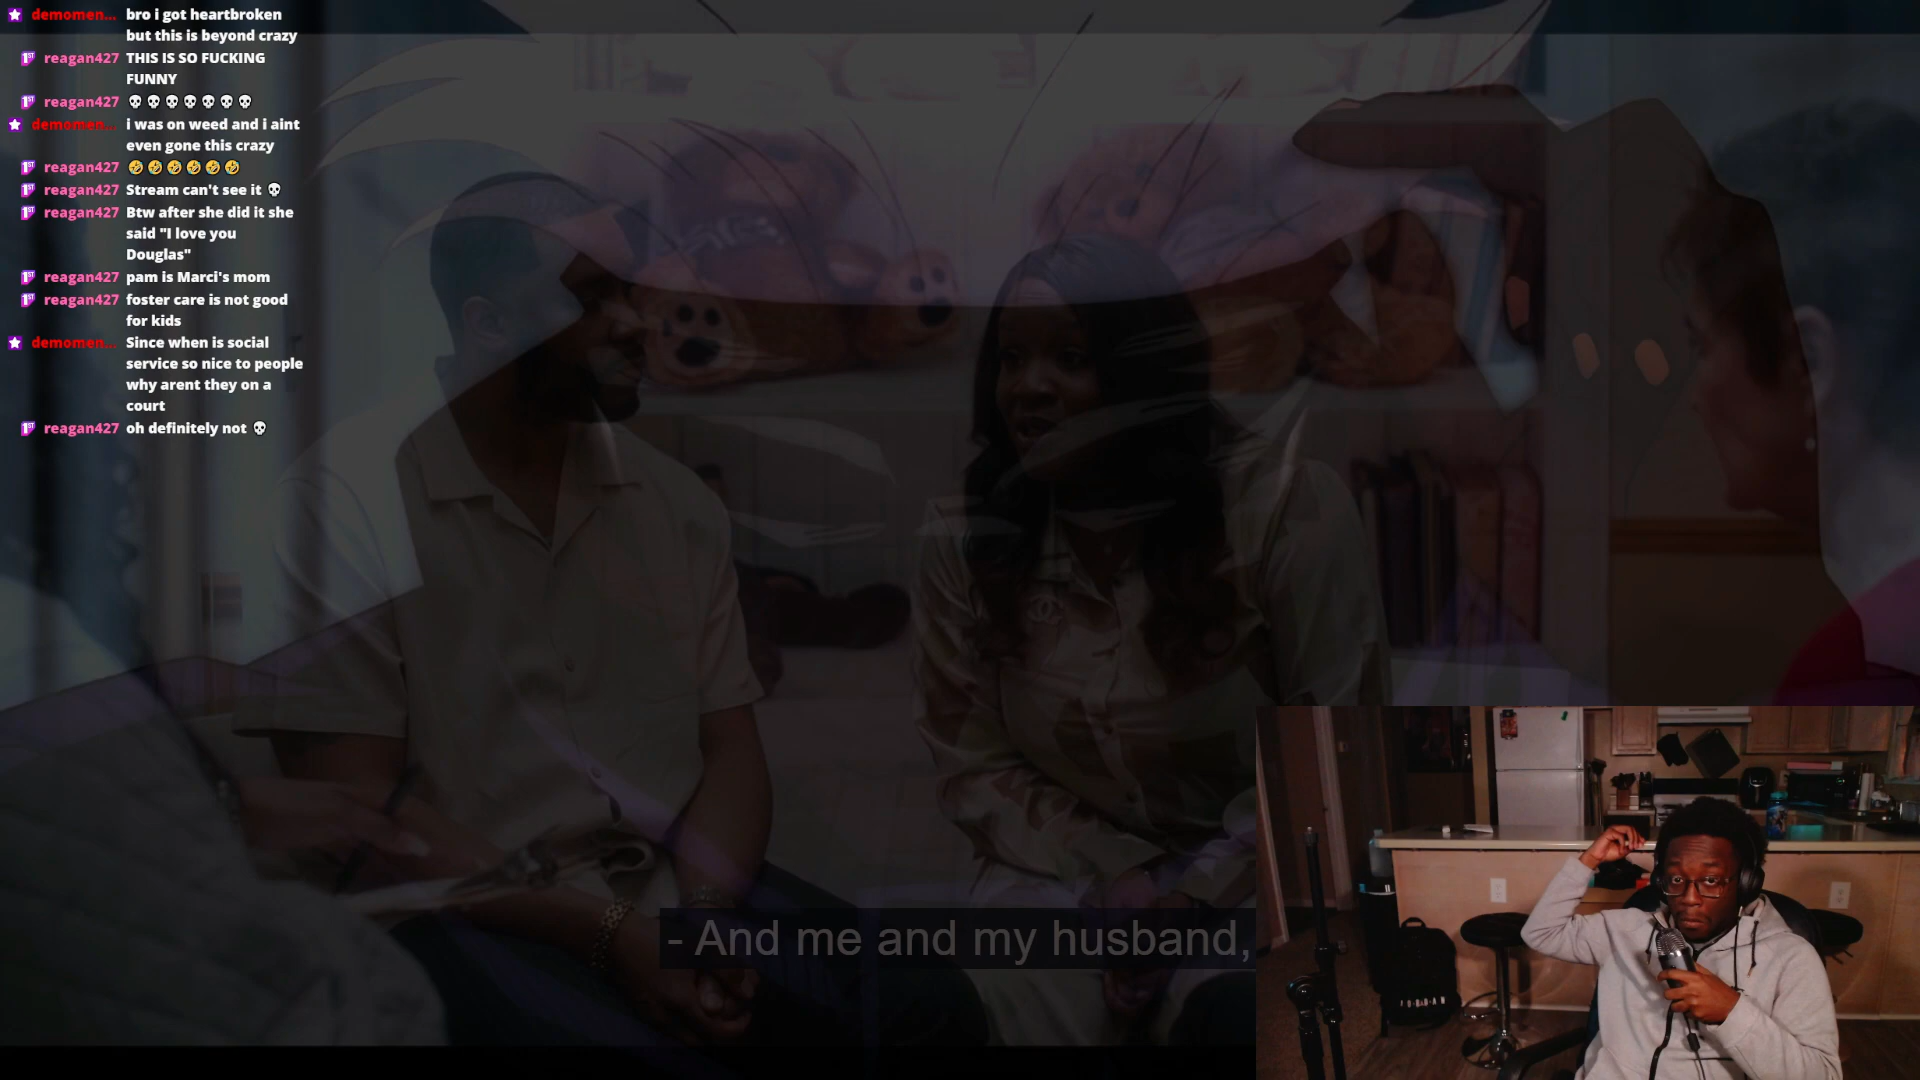 demomen... bro i got heartbroken
but this is beyond crazy
reagan427 THIS IS SO FUCKING
FUNNY
reagan427 💀💀💀💀💀💀💀
demomen... i was on weed and i aint
even gone this crazy
reagan427 🤣🤣🤣🤣🤣🤣
reagan427 Stream can't see it 💀
reagan427 Btw after she did it she
said "I love you
Douglas"
reagan427 pam is Marci's mom
reagan427 foster care is not good
for kids
demomen... Since when is social
service so nice to people
why arent they on a
court
reagan427 oh definitely not 💀
- And me and my husband,
JORDAN